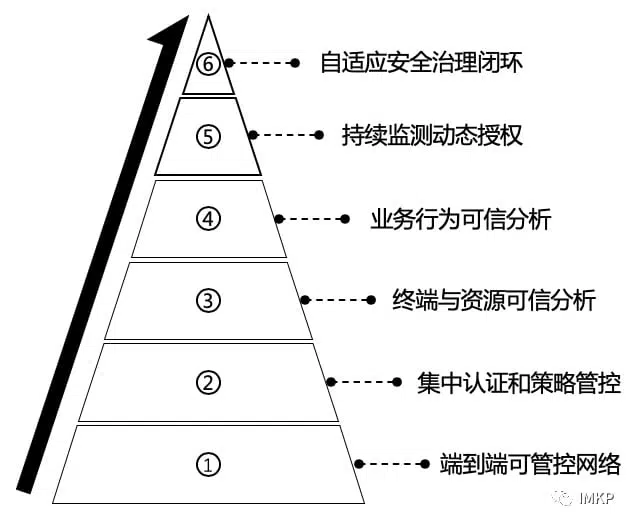 ⑥ 自适应安全治理闭环
⑤ 持续监测动态授权
④ 业务行为可信分析
③ 终端与资源可信分析
② 集中认证和策略管控
① 端到端可管控网络
IMKP